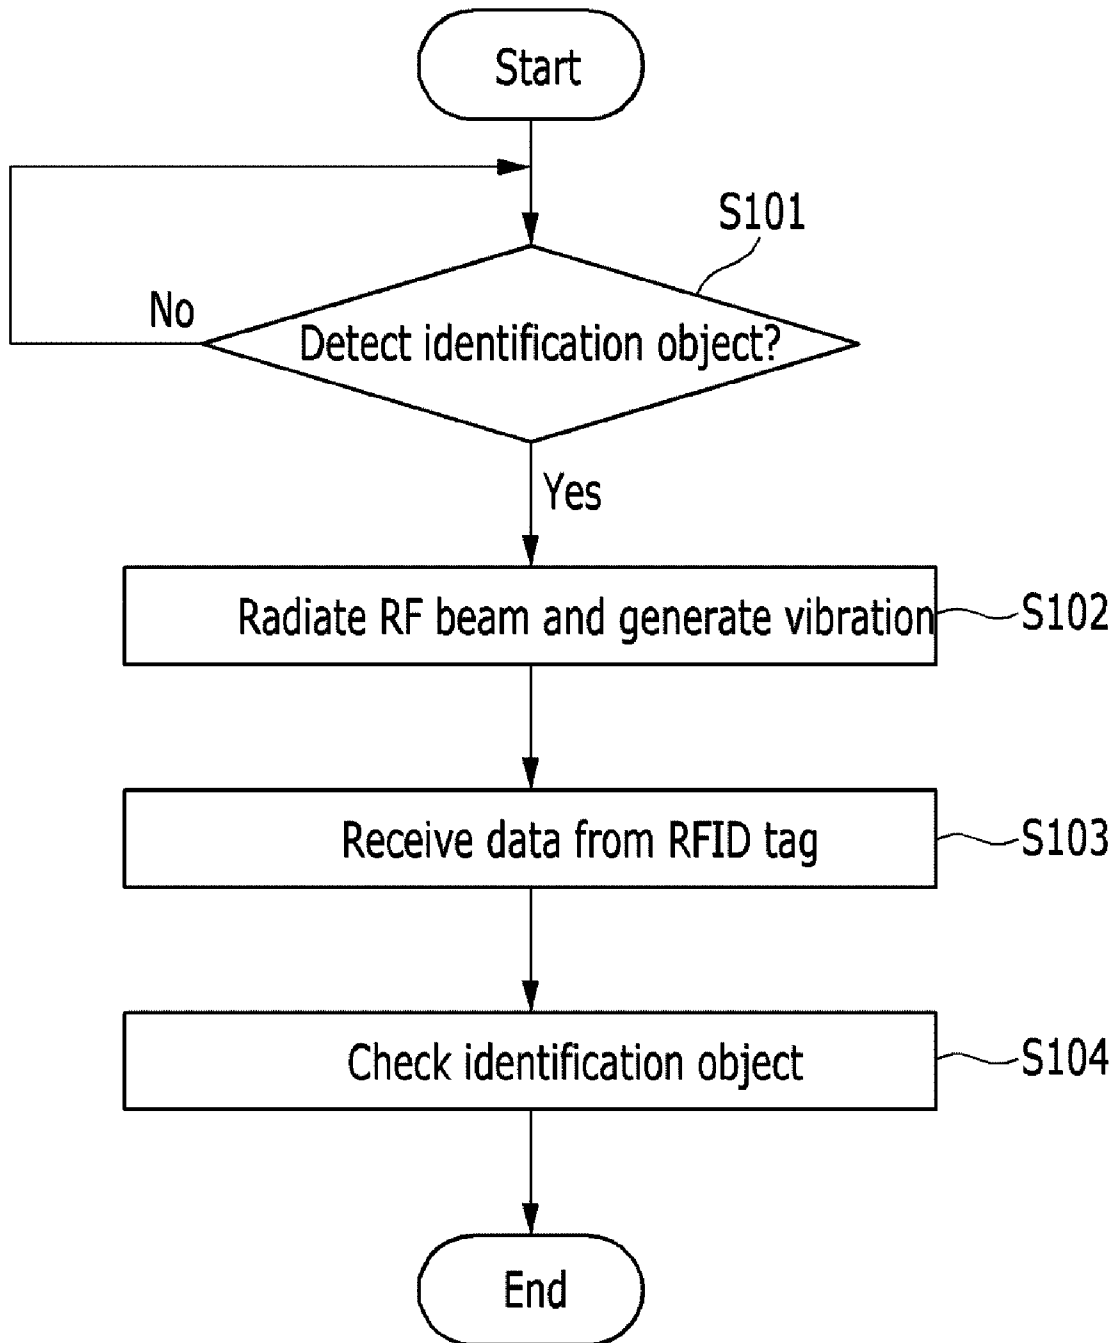 Start
S101
No
Detect identification object?
Yes
Radiate RF beam and generate vibration
S102
Receive data from RFID tag
S103
Check identification object
S104
End